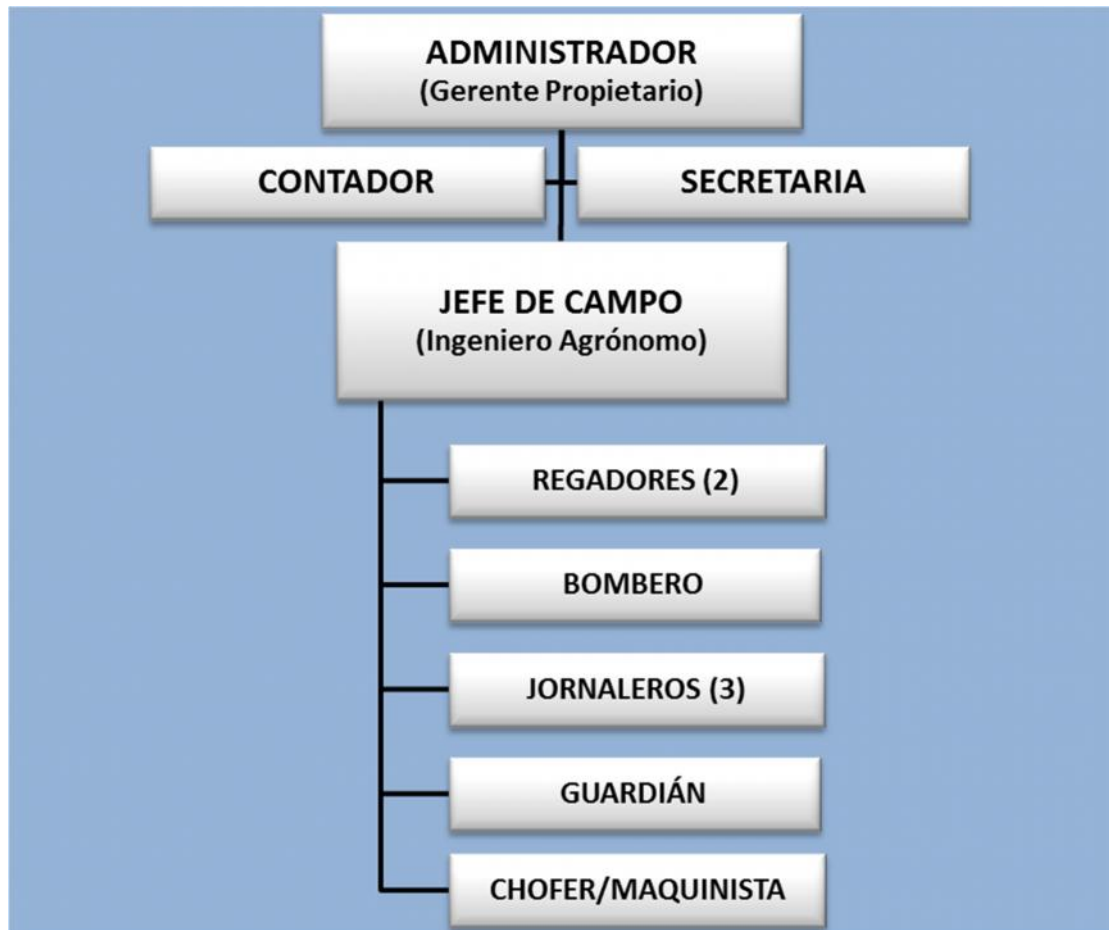 ADMINISTRADOR
(Gerente Propietario)
CONTADOR
SECRETARIA
JEFE DE CAMPO
(Ingeniero Agrónomo)
REGADORES (2)
BOMBERO
JORNALEROS (3)
GUARDIÁN
CHOFER/MAQUINISTA